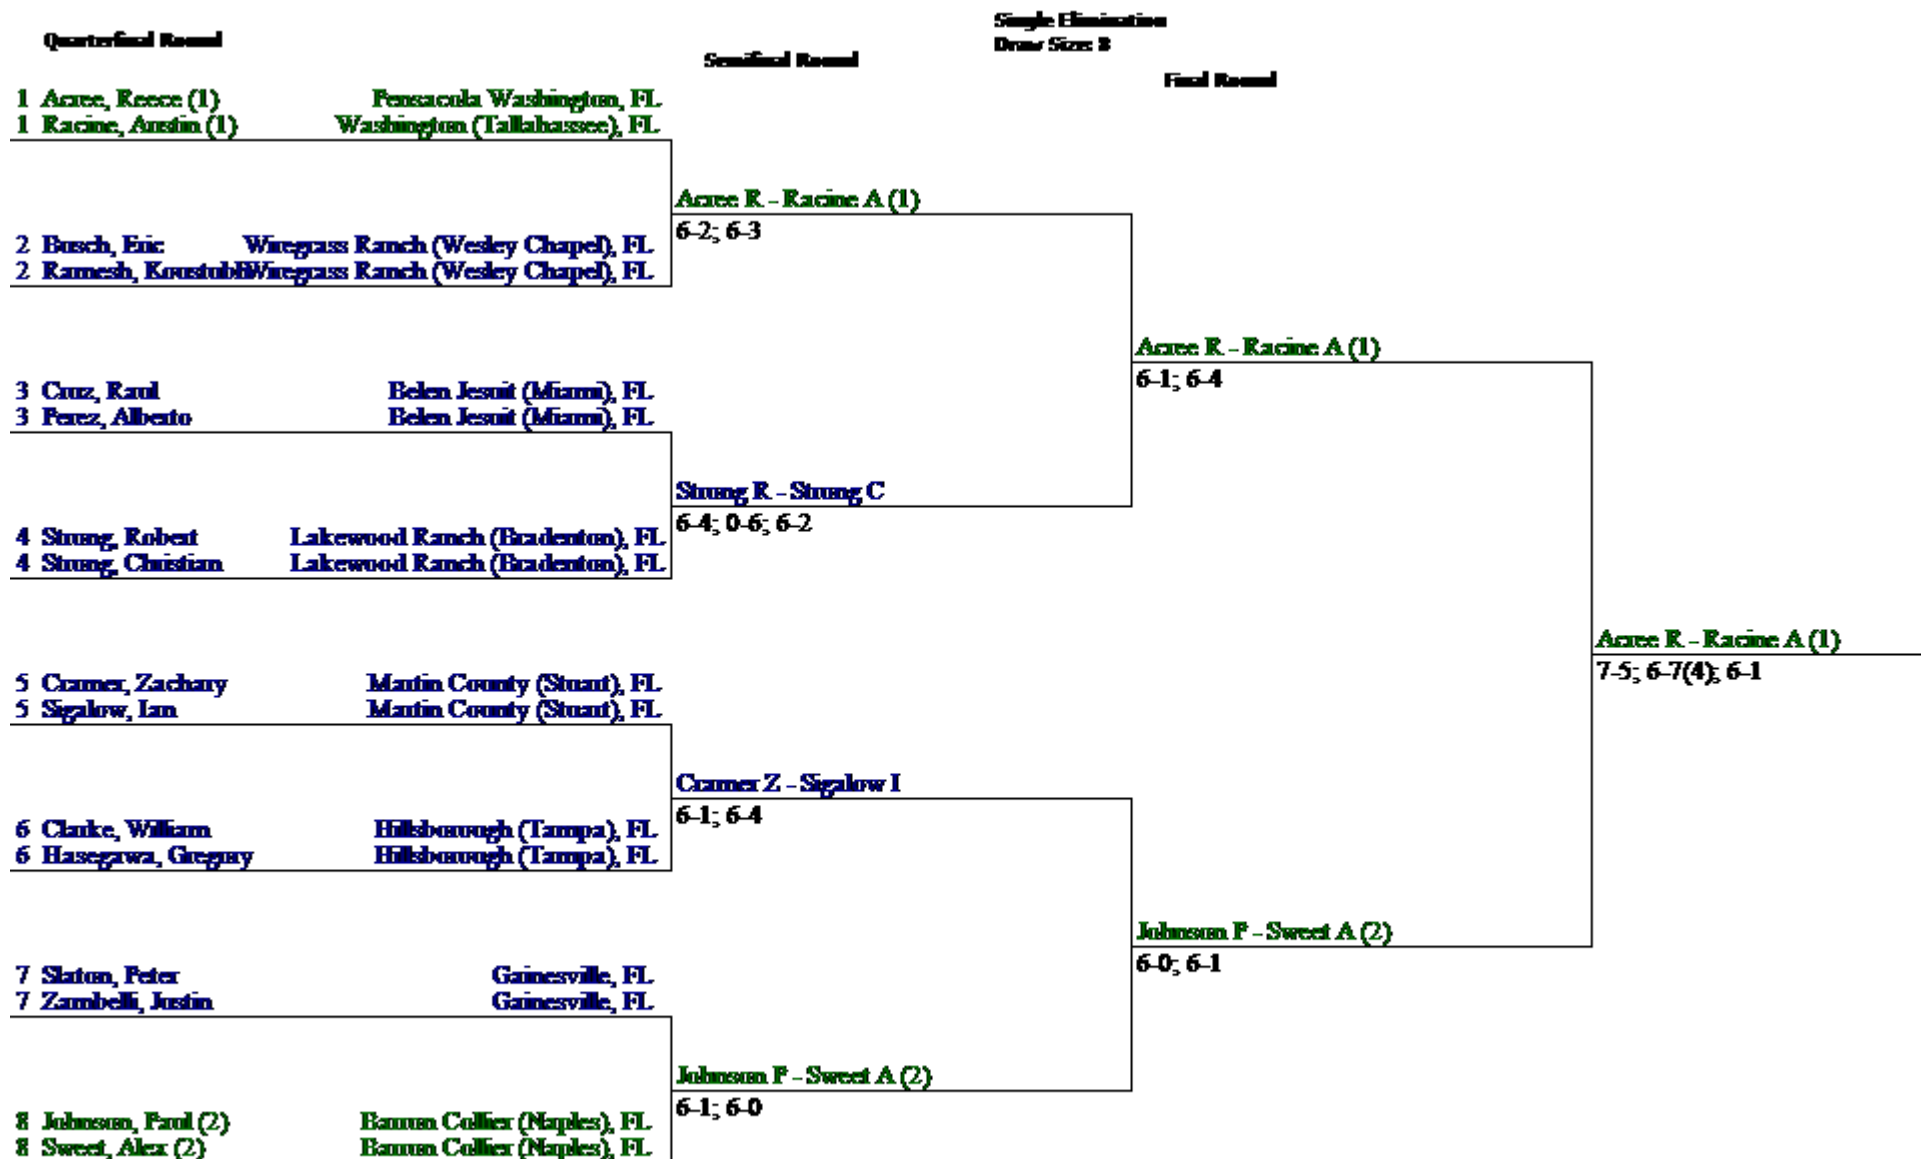 Single Elimination
Draw Size: 8
Quarterfinal Round
Semifinal Round
Final Round
1 Acree, Reece (1) Pensacola Washington, FL
1 Racine, Austin (1) Washington (Tallahassee), FL
Acree R - Racine A (1)
6-2; 6-3
2 Busch, Eric Wiregrass Ranch (Wesley Chapel), FL
2 Ramesh, Koustubh Wiregrass Ranch (Wesley Chapel), FL
Acree R - Racine A (1)
6-1; 6-4
3 Cruz, Raul Belen Jesuit (Miami), FL
3 Perez, Alberto Belen Jesuit (Miami), FL
Strong R - Strong C
6-4; 0-6; 6-2
4 Strong, Robert Lakewood Ranch (Bradenton), FL
4 Strong, Christian Lakewood Ranch (Bradenton), FL
Acree R - Racine A (1)
7-5; 6-7(4); 6-1
5 Cramer, Zachary Martin County (Stuart), FL
5 Sigalow, Ian Martin County (Stuart), FL
Cramer Z - Sigalow I
6-1; 6-4
6 Clarke, William Hillsborough (Tampa), FL
6 Hasegawa, Gregory Hillsborough (Tampa), FL
Johnson P - Sweet A (2)
6-0; 6-1
7 Slaton, Peter Gainesville, FL
7 Zambelli, Justin Gainesville, FL
Johnson P - Sweet A (2)
6-1; 6-0
8 Johnson, Paul (2) Barron Collier (Naples), FL
8 Sweet, Alex (2) Barron Collier (Naples), FL